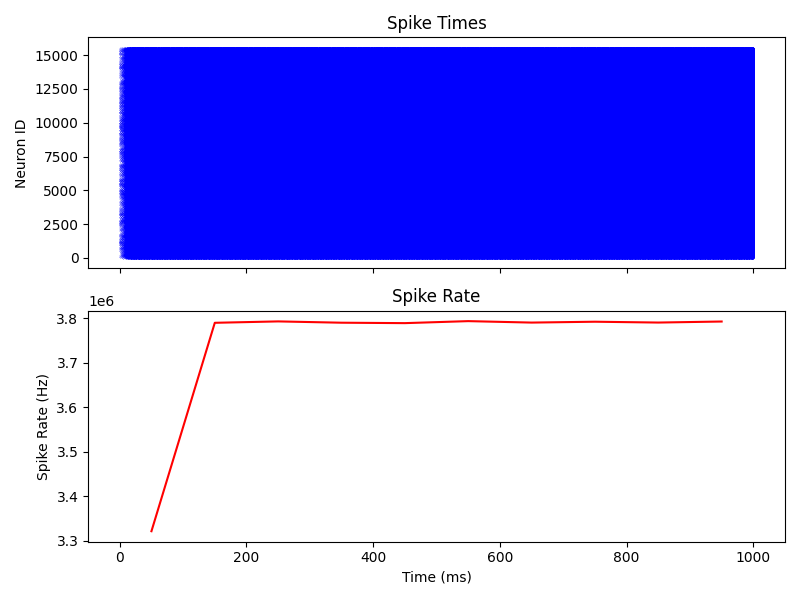 Spike Times
Neuron ID
15000
12500
10000
7500
5000
2500
0
Spike Rate
1e6
Spike Rate (Hz)
3.8
3.7
3.6
3.5
3.4
3.3
0 200 400 600 800 1000
Time (ms)